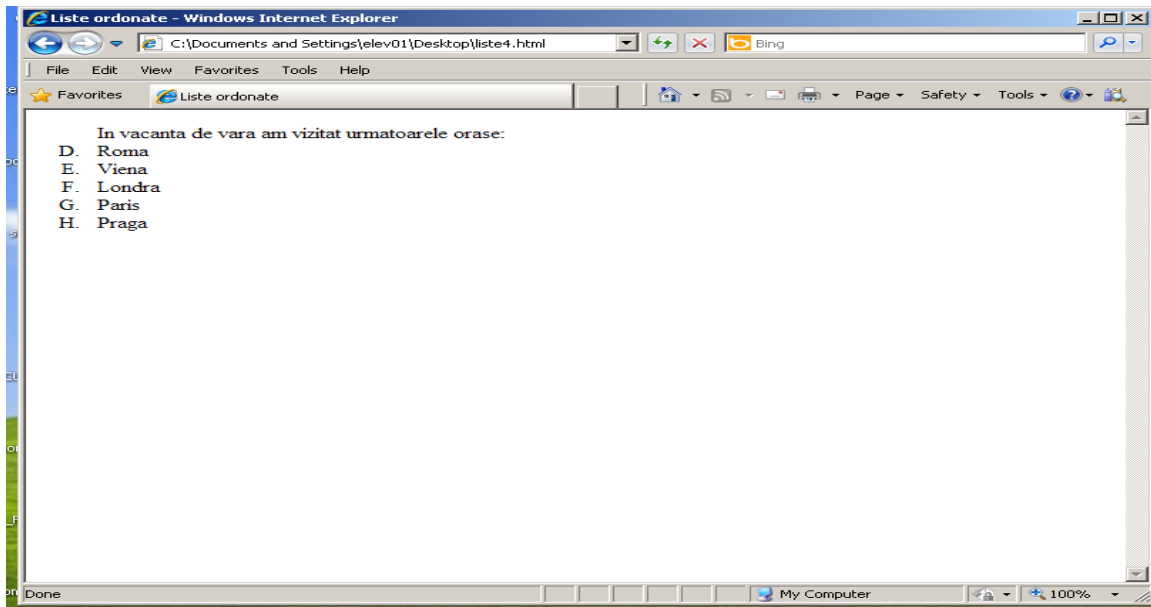 Liste ordonate - Windows Internet Explorer
C:\Documents and Settings\elev01\Desktop\liste4.html
Bing
File Edit View Favorites Tools Help
Favorites Liste ordonate Page Safety Tools
In vacanta de vara am vizitat urmatoarele orase:
D. Roma
E. Viena
F. Londra
G. Paris
H. Praga
Done My Computer 100%